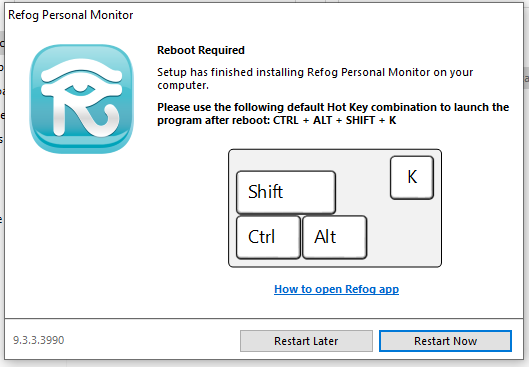 Refog Personal Monitor
Reboot Required
Setup has finished installing Refog Personal Monitor on your
computer.
Please use the following default Hot Key combination to launch the
program after reboot: CTRL + ALT + SHIFT + K
K
Shift
Ctrl Alt
How to open Refog app
9.3.3.3990
Restart Later
Restart Now